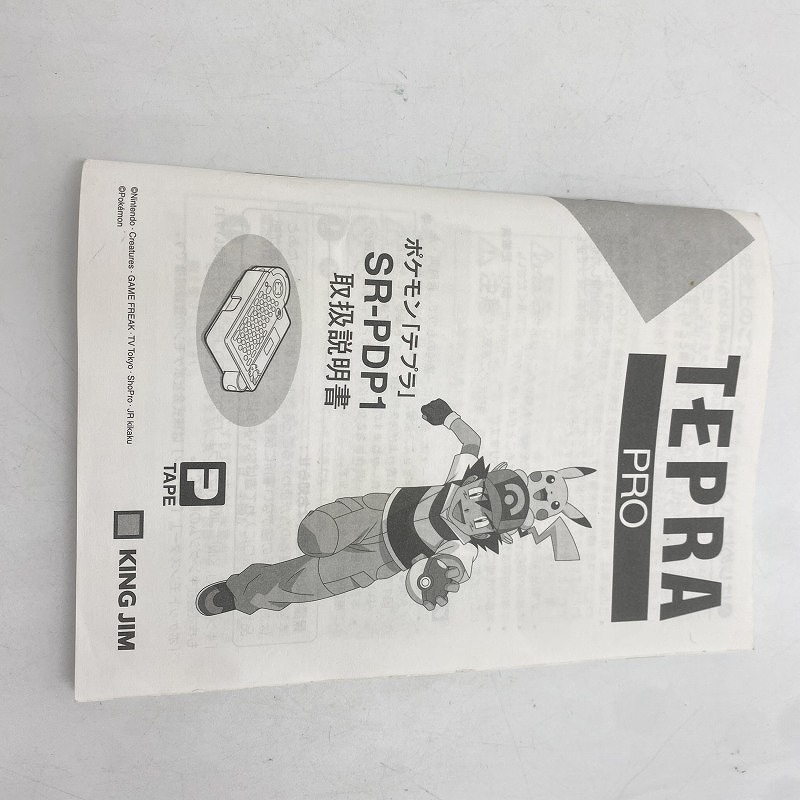 TEPRA
PRO
ポケモン「テプラ」
SR-PDP1
取扱説明書
P
TAPE
KING JIM
©Nintendo・Creatures・GAME FREAK・TV Tokyo・ShoPro・JR kikaku
©Pokémon